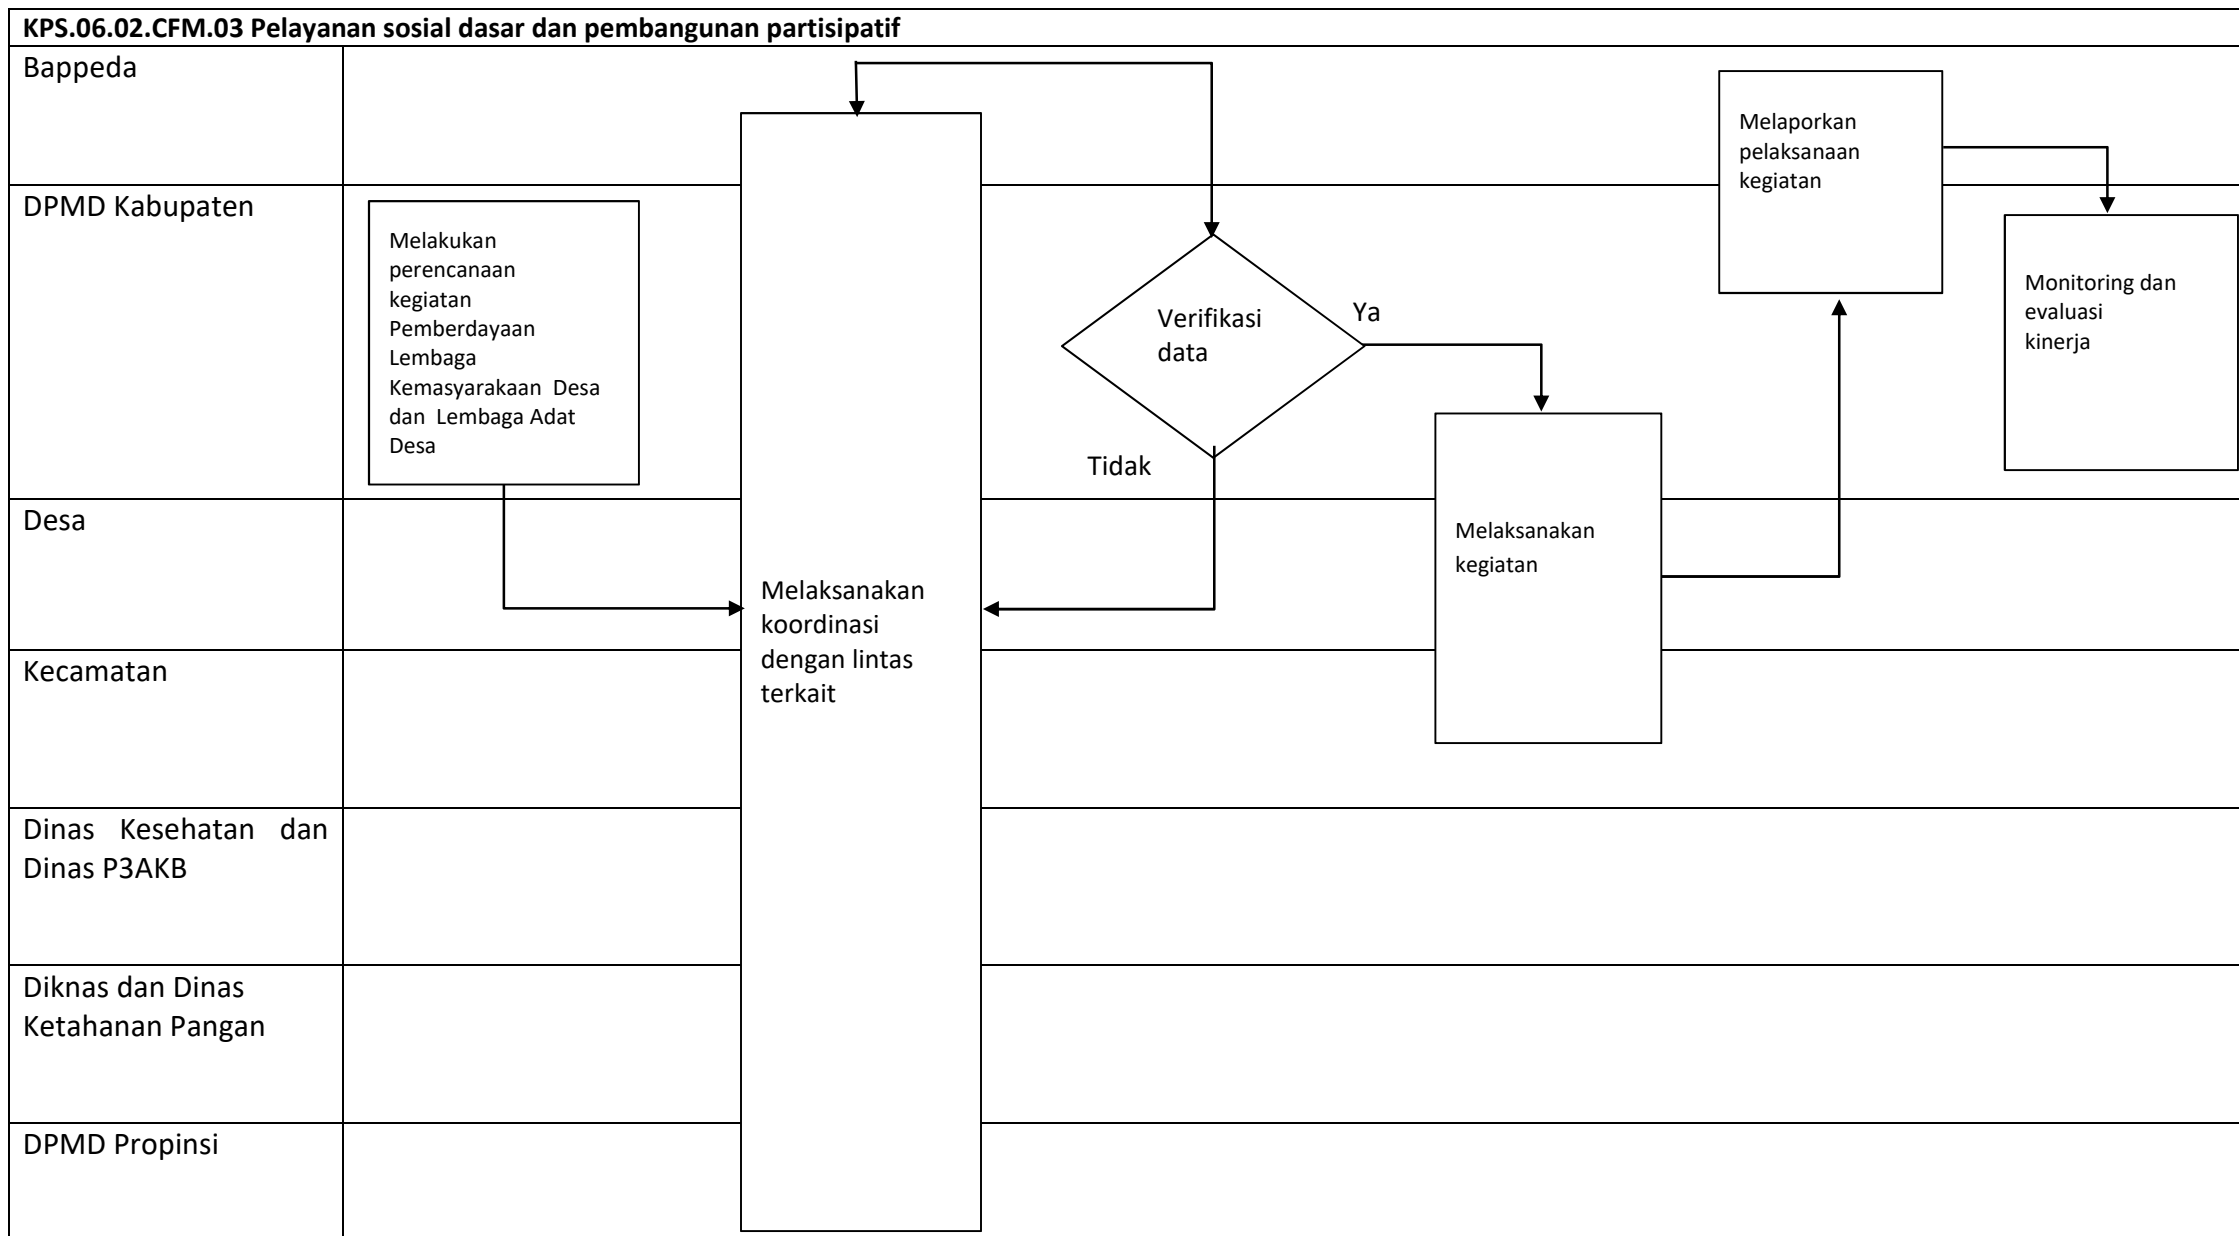 KPS.06.02.CFM.03 Pelayanan sosial dasar dan pembangunan partisipatif
Bappeda
Melaporkan
pelaksanaan
kegiatan
DPMD Kabupaten
Melakukan
perencanaan
kegiatan
Pemberdayaan
Lembaga
Kemasyarakaan Desa
dan Lembaga Adat
Desa
Verifikasi
data
Ya
Tidak
Monitoring dan
evaluasi
kinerja
Desa
Melaksanakan
koordinasi
dengan lintas
terkait
Melaksanakan
kegiatan
Kecamatan
Dinas Kesehatan dan
Dinas P3AKB
Diknas dan Dinas
Ketahanan Pangan
DPMD Propinsi